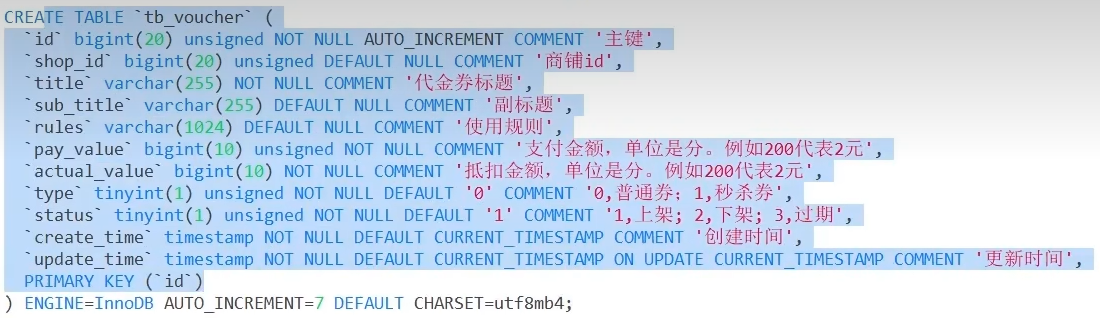 CREATE TABLE `tb_voucher` (
  `id` bigint(20) unsigned NOT NULL AUTO_INCREMENT COMMENT '主键',
  `shop_id` bigint(20) unsigned DEFAULT NULL COMMENT '商铺id',
  `title` varchar(255) NOT NULL COMMENT '代金券标题',
  `sub_title` varchar(255) DEFAULT NULL COMMENT '副标题',
  `rules` varchar(1024) DEFAULT NULL COMMENT '使用规则',
  `pay_value` bigint(10) unsigned NOT NULL COMMENT '支付金额，单位是分。例如200代表2元',
  `actual_value` bigint(10) NOT NULL COMMENT '抵扣金额，单位是分。例如200代表2元',
  `type` tinyint(1) unsigned NOT NULL DEFAULT '0' COMMENT '0,普通券；1,秒杀券',
  `status` tinyint(1) unsigned NOT NULL DEFAULT '1' COMMENT '1,上架; 2,下架; 3,过期',
  `create_time` timestamp NOT NULL DEFAULT CURRENT_TIMESTAMP COMMENT '创建时间',
  `update_time` timestamp NOT NULL DEFAULT CURRENT_TIMESTAMP ON UPDATE CURRENT_TIMESTAMP COMMENT '更新时间',
  PRIMARY KEY (`id`)
) ENGINE=InnoDB AUTO_INCREMENT=7 DEFAULT CHARSET=utf8mb4;